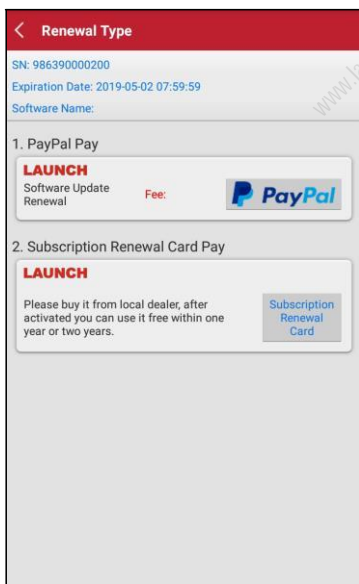 Renewal Type
SN: 986390000200
Expiration Date: 2019-05-02 07:59:59
Software Name:
1. PayPal Pay
LAUNCH
Software Update
Renewal
Fee:
PayPal
2. Subscription Renewal Card Pay
LAUNCH
Please buy it from local dealer, after
activated you can use it free within one
year or two years.
Subscription
Renewal
Card